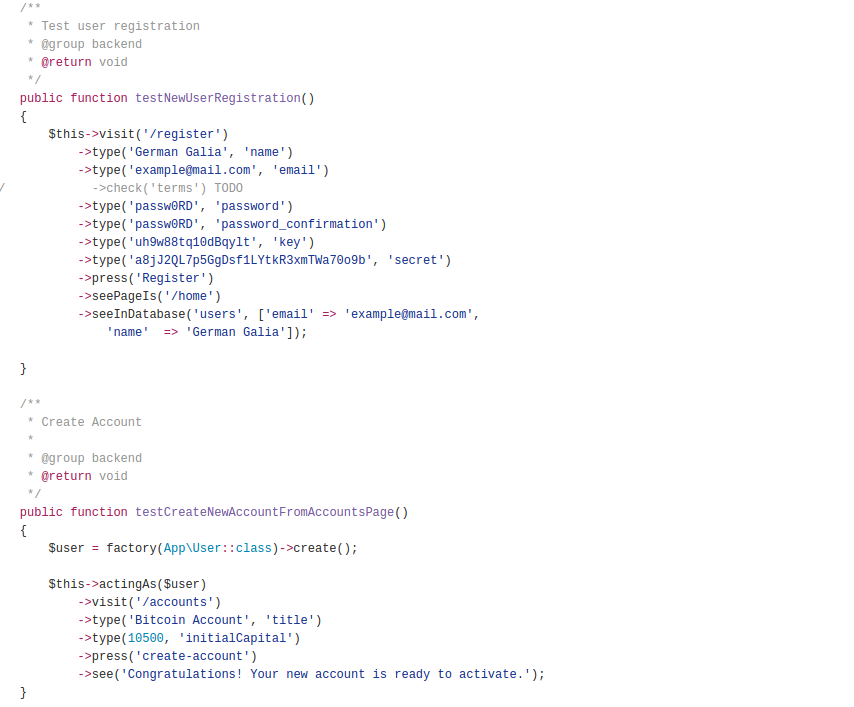 /**
 * Test user registration
 * @group backend
 * @return void
 */
public function testNewUserRegistration()
{
    $this->visit('/register')
        ->type('German Galia', 'name')
        ->type('example@mail.com', 'email')
/            ->check('terms') TODO
        ->type('passw0RD', 'password')
        ->type('passw0RD', 'password_confirmation')
        ->type('uh9w88tq10dBqylt', 'key')
        ->type('a8jJ2QL7p5GgDsf1LYtkR3xmTWa70o9b', 'secret')
        ->press('Register')
        ->seePageIs('/home')
        ->seeInDatabase('users', ['email' => 'example@mail.com',
            'name'  => 'German Galia']);
}
/**
 * Create Account
 *
 * @group backend
 * @return void
 */
public function testCreateNewAccountFromAccountsPage()
{
    $user = factory(App\User::class)->create();
    $this->actingAs($user)
        ->visit('/accounts')
        ->type('Bitcoin Account', 'title')
        ->type(10500, 'initialCapital')
        ->press('create-account')
        ->see('Congratulations! Your new account is ready to activate.');
}